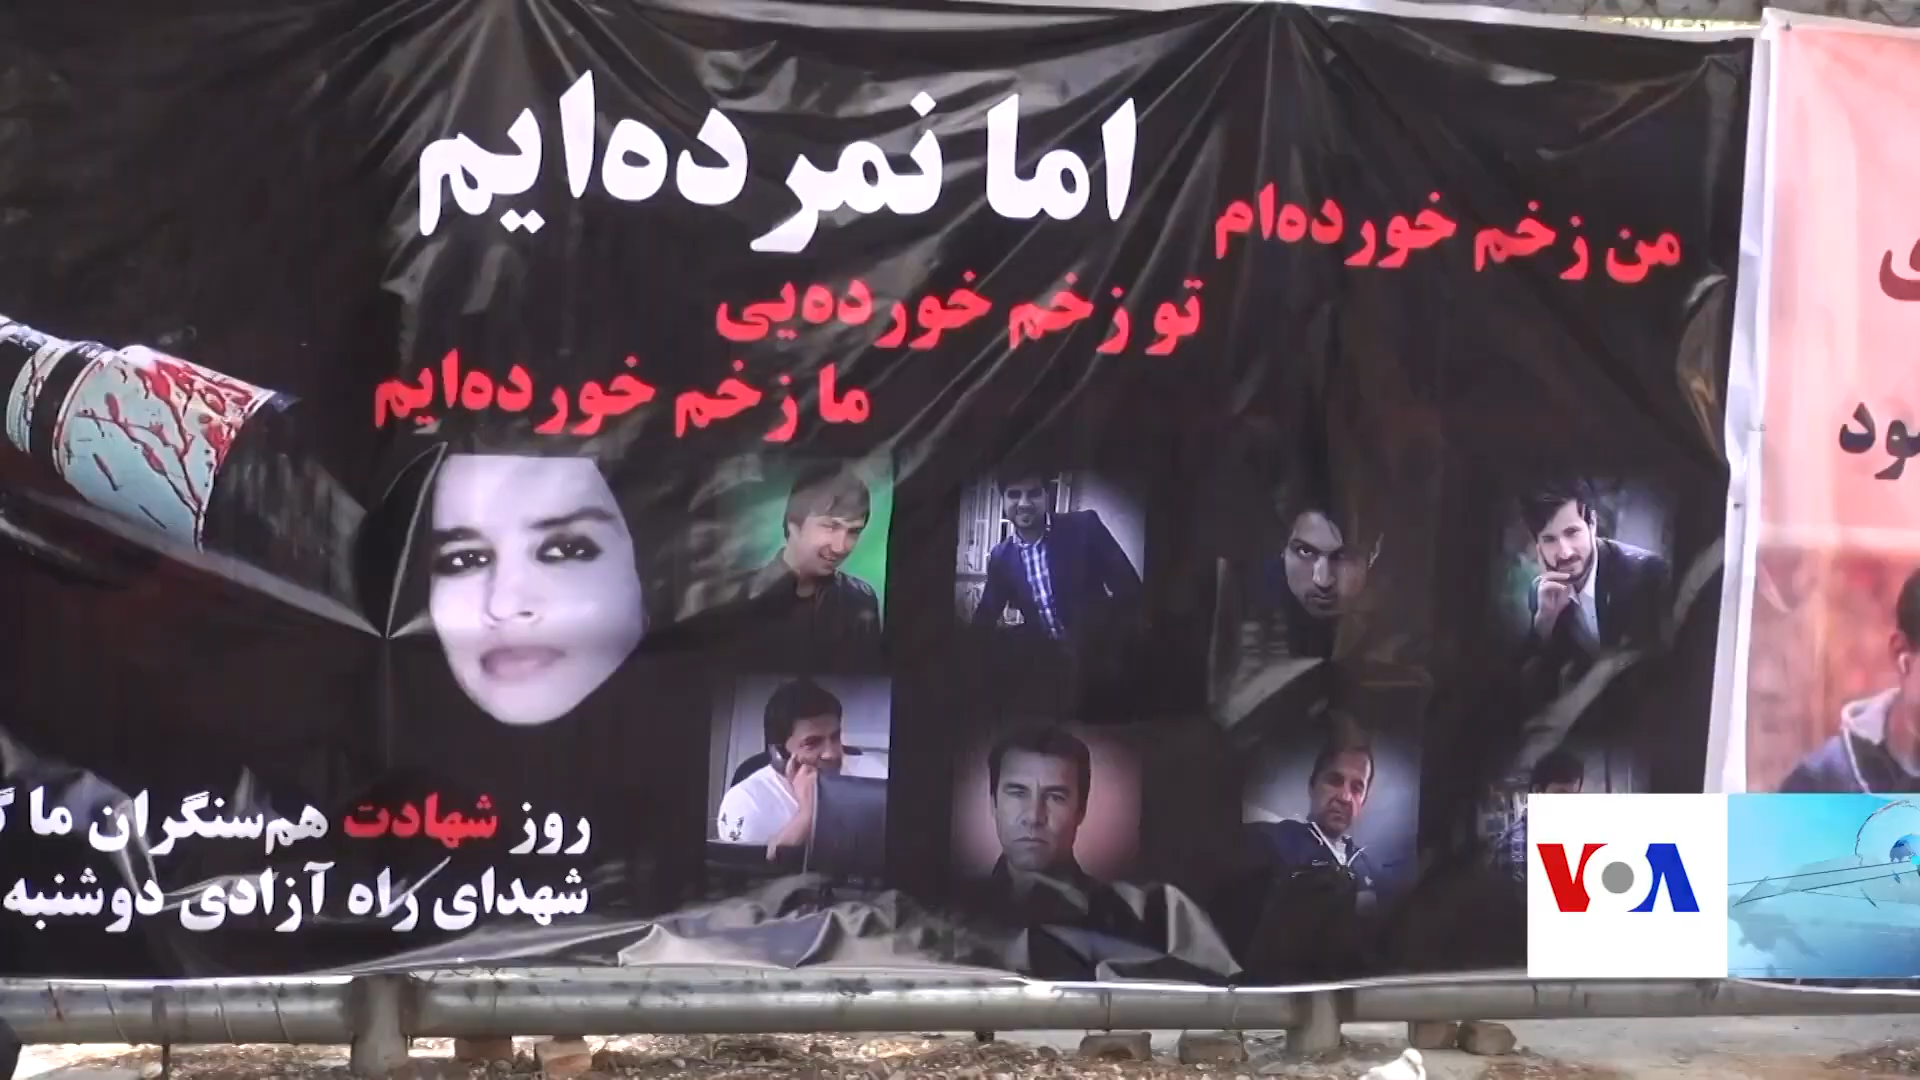 اما نمرده‌ایم
من زخم خورده‌ام
تو زخم خورده‌یی
ما زخم خورده‌ایم
روز شهادت هم‌سنگران ما
شهدای راه آزادی دوشنبه
VOA